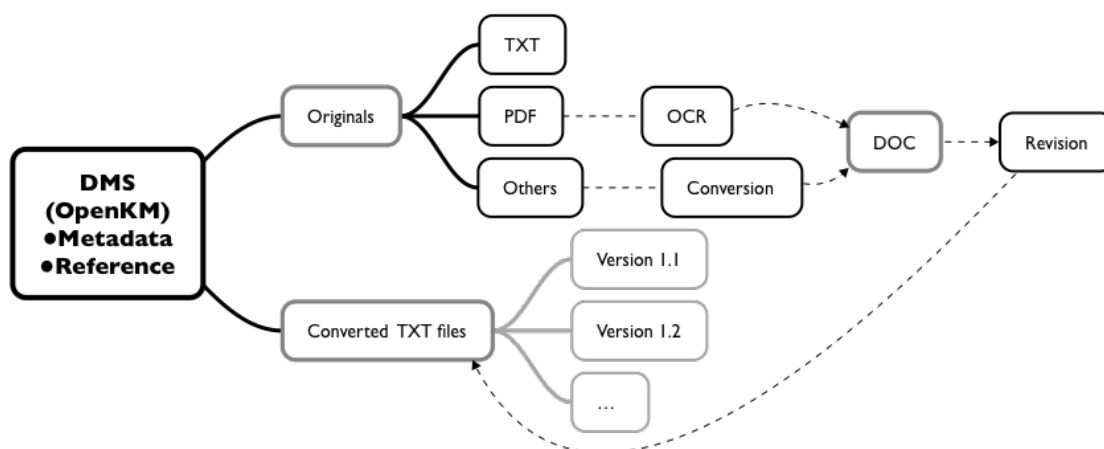 TXT
Originals
PDF
OCR
DOC
Revision
Others
Conversion
DMS
(OpenKM)
●Metadata
●Reference
Version 1.1
Converted TXT files
Version 1.2
...